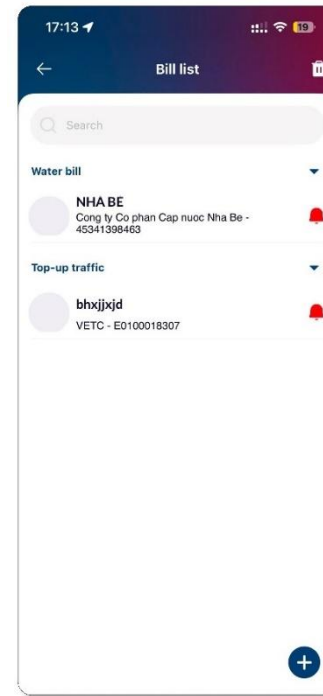 17:13
19
Bill list
Search
Water bill
NHA BE
Cong ty Co phan Cap nuoc Nha Be -
45341398463
Top-up traffic
bhxjjxjd
VETC - E0100018307